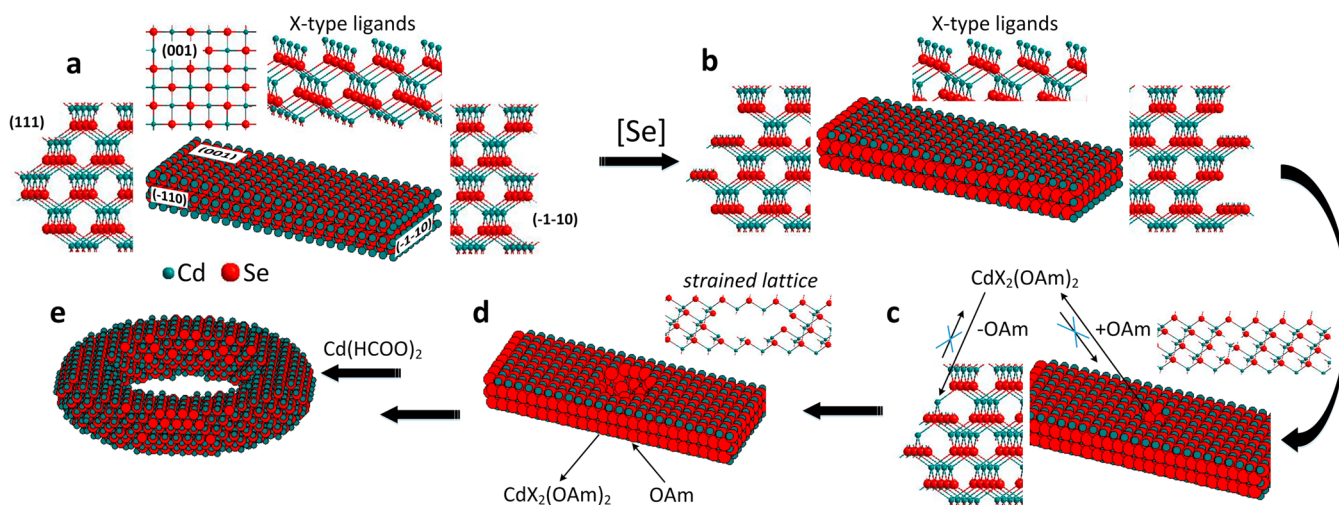 a
(001)
X-type ligands
(111)
(001)
(-110)
(-1-10)
(-1-10)
Cd Se
[Se]
b
X-type ligands
c
CdX₂(OAm)₂
-OAm
+OAm
d
strained lattice
CdX₂(OAm)₂
OAm
e
Cd(HCOO)₂